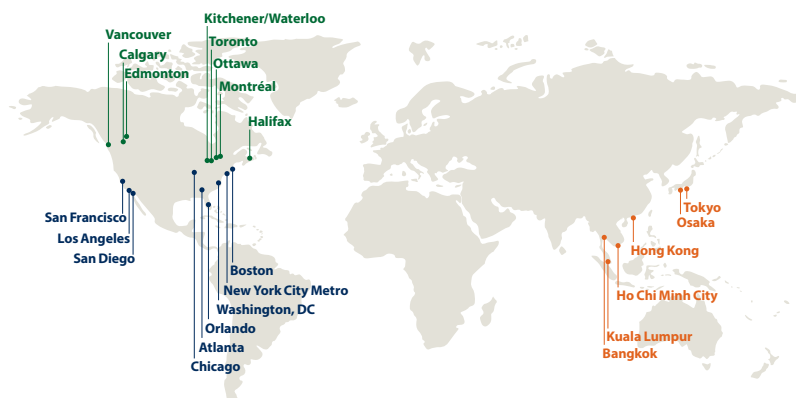 Kitchener/Waterloo
Vancouver
Toronto
Calgary
Ottawa
Edmonton
Montréal
Halifax
San Francisco
Los Angeles
San Diego
Boston
New York City Metro
Washington, DC
Orlando
Atlanta
Chicago
Tokyo
Osaka
Hong Kong
Ho Chi Minh City
Kuala Lumpur
Bangkok